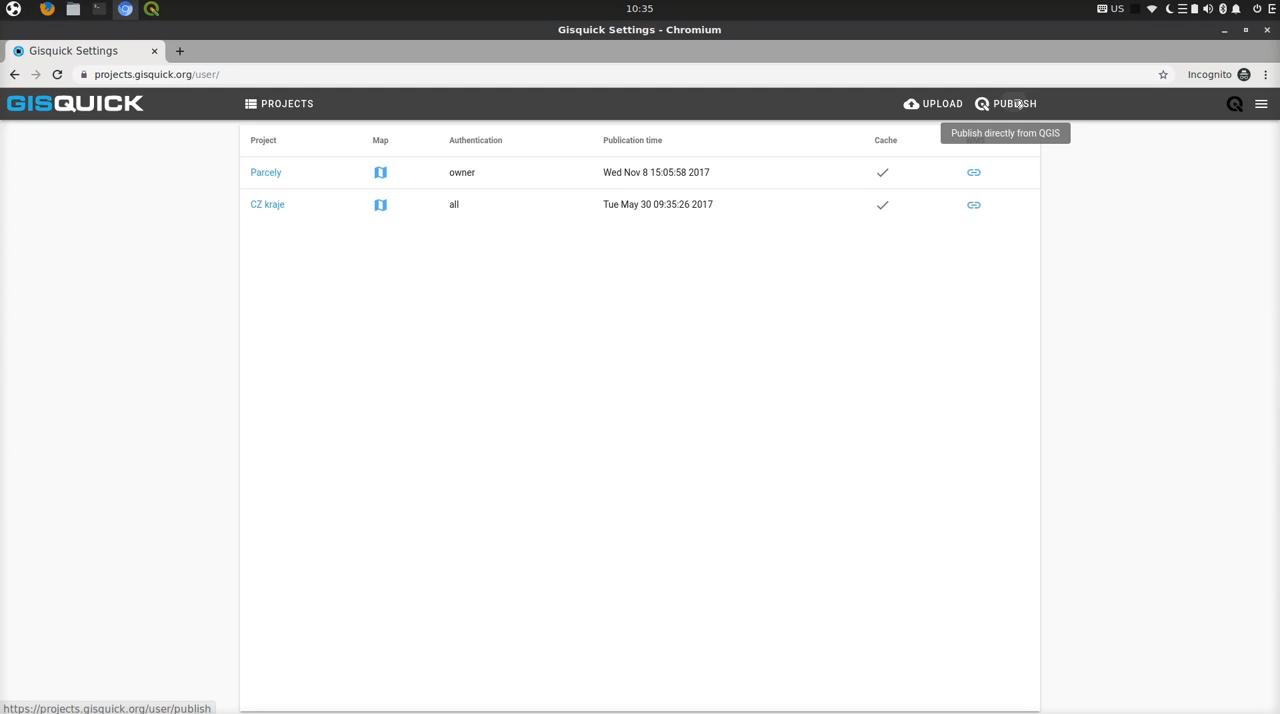 10:35
US
Gisquick Settings - Chromium
Gisquick Settings
projects.gisquick.org/user/
Incognito
GISQUICK
PROJECTS
UPLOAD
PUBLISH
Publish directly from QGIS
Project Map Authentication Publication time Cache
Parcely owner Wed Nov 8 15:05:58 2017
CZ kraje all Tue May 30 09:35:26 2017
https://projects.gisquick.org/user/publish